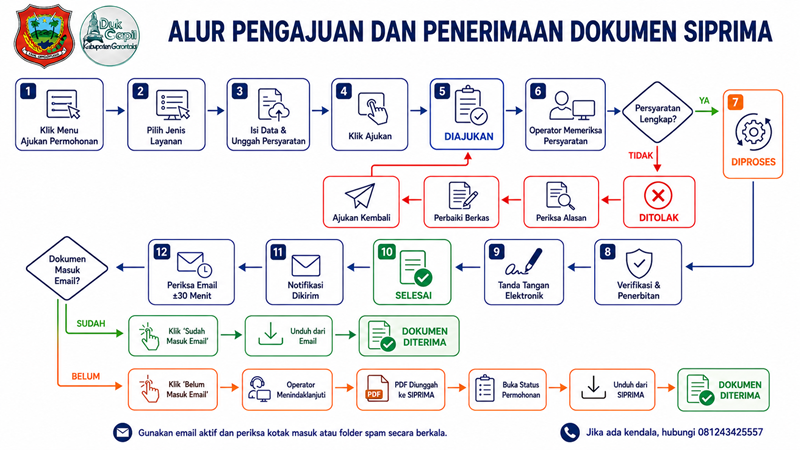 Duk
Capil
Kabupaten Gorontalo
ALUR PENGAJUAN DAN PENERIMAAN DOKUMEN SIPRIMA
1
Klik Menu
Ajukan Permohonan
2
Pilih Jenis
Layanan
3
Isi Data &
Unggah Persyaratan
4
Klik Ajukan
5
DIAJUKAN
6
Operator Memeriksa
Persyaratan
Persyaratan
Lengkap?
YA
7
DIPROSES
TIDAK
DITOLAK
Periksa Alasan
Perbaiki Berkas
Ajukan Kembali
8
Verifikasi &
Penerbitan
9
Tanda Tangan
Elektronik
10
SELESAI
11
Notifikasi
Dikirim
12
Periksa Email
±30 Menit
Dokumen
Masuk
Email?
SUDAH
Klik 'Sudah
Masuk Email'
Unduh dari
Email
DOKUMEN
DITERIMA
BELUM
Klik 'Belum
Masuk Email'
Operator
Menindaklanjuti
PDF
PDF Diunggah
ke SIPRIMA
Buka Status
Permohonan
Unduh dari
SIPRIMA
DOKUMEN
DITERIMA
Gunakan email aktif dan periksa kotak masuk atau folder spam secara berkala.
Jika ada kendala, hubungi 081243425557